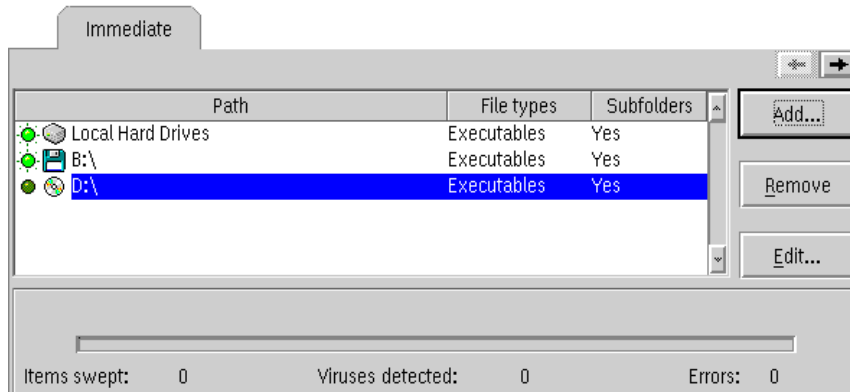 Immediate
Path File types Subfolders
Add...
Local Hard Drives Executables Yes
B:\ Executables Yes
D:\ Executables Yes
Remove
Edit...
Items swept: 0 Viruses detected: 0 Errors: 0